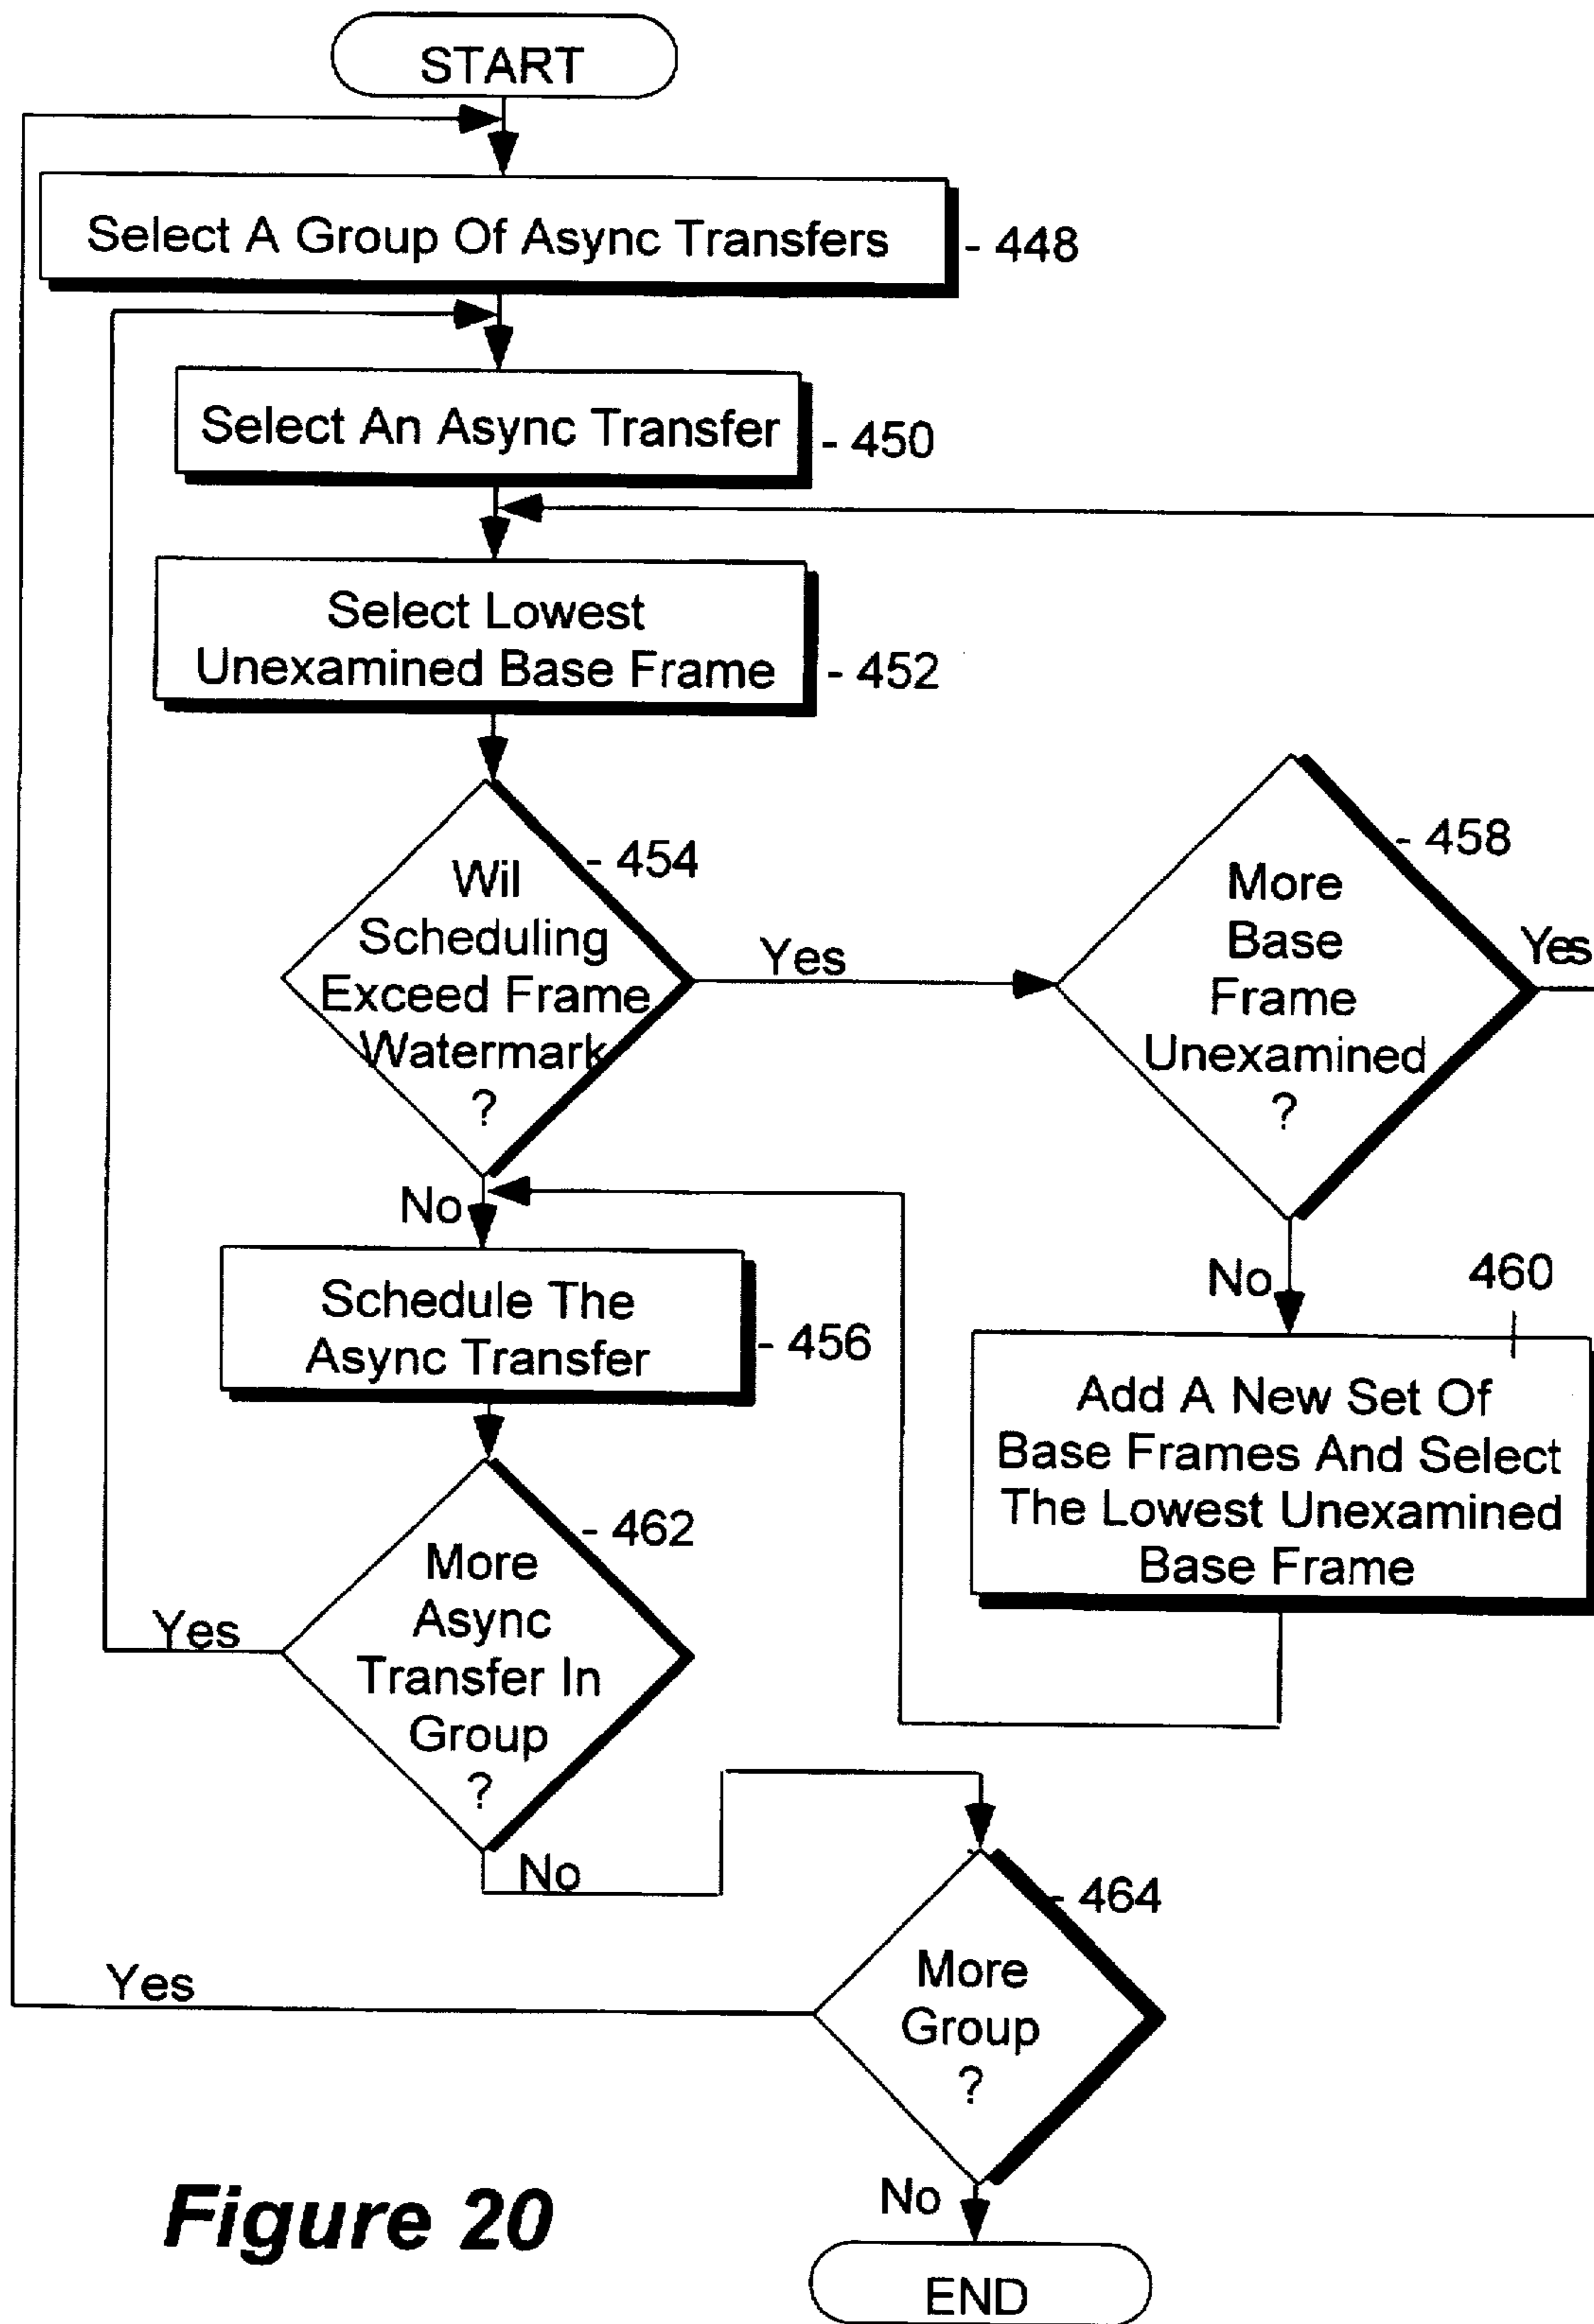 START
Select A Group Of Async Transfers
- 448
Select An Async Transfer
- 450
Select Lowest
Unexamined Base Frame
- 452
Wil
Scheduling
Exceed Frame
Watermark
?
- 454
Yes
More
Base
Frame
Unexamined
?
- 458
Yes
No
No
460
Schedule The
Async Transfer
- 456
Add A New Set Of
Base Frames And Select
The Lowest Unexamined
Base Frame
More
Async
Transfer In
Group
?
- 462
Yes
No
More
Group
?
- 464
Yes
No
END
Figure 20